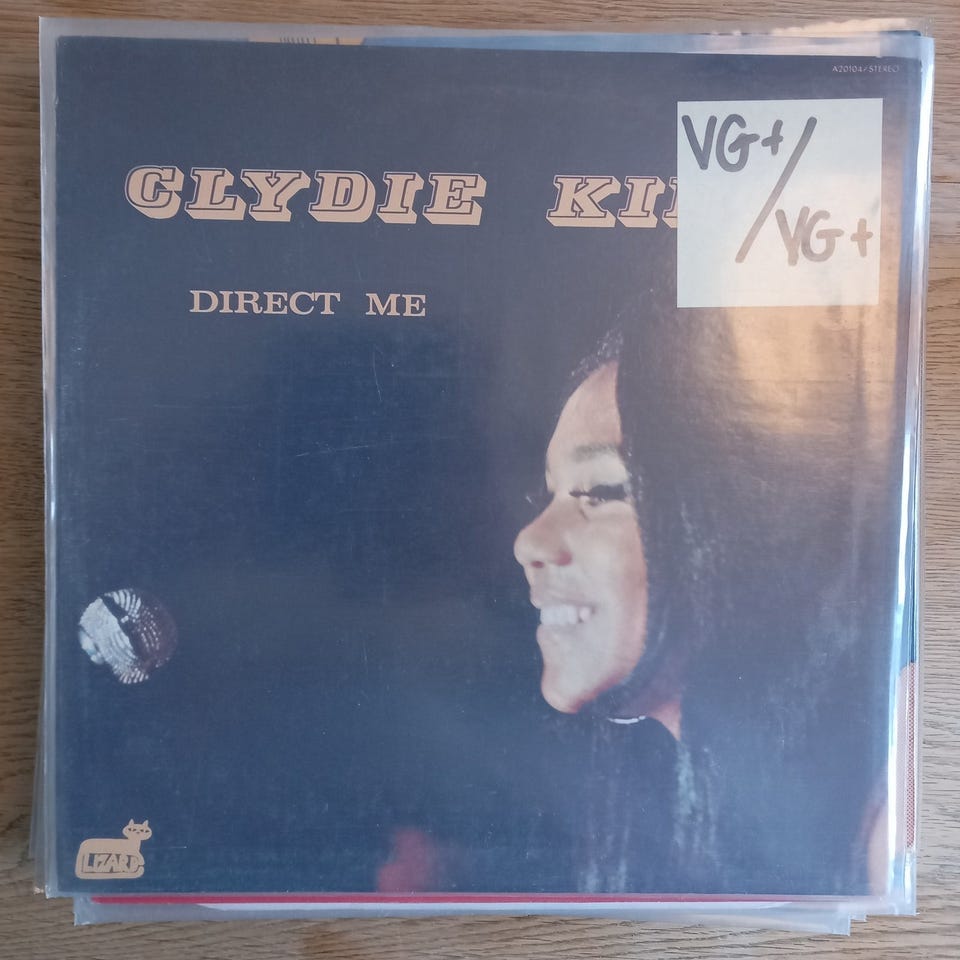 A20104/STEREO
CLYDIE KI
VG+/VG+
DIRECT ME
LIZARD